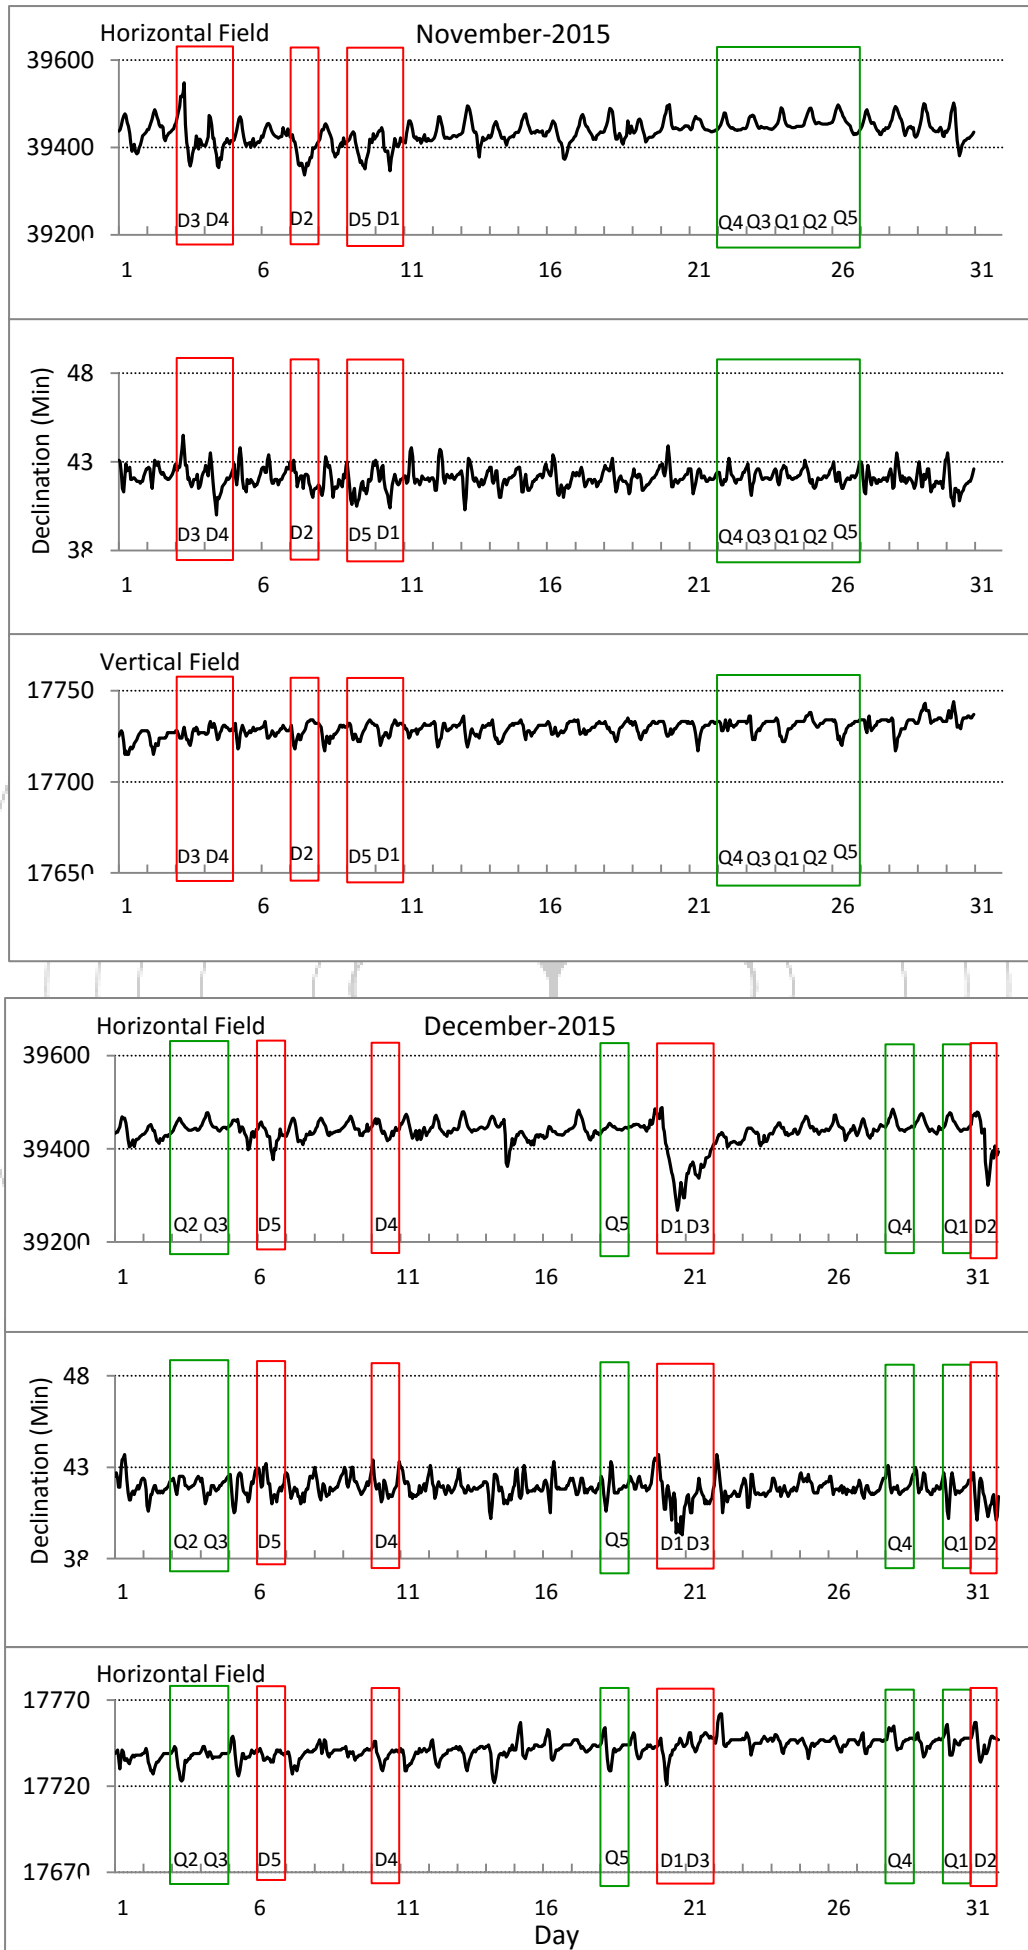 Horizontal Field November-2015
39600
39400
39200
D3 D4 D2 D5 D1 Q4 Q3 Q1 Q2 Q5
1 6 11 16 21 26 31
Declination (Min)
48
43
38
D3 D4 D2 D5 D1 Q4 Q3 Q1 Q2 Q5
1 6 11 16 21 26 31
Vertical Field
17750
17700
17650
D3 D4 D2 D5 D1 Q4 Q3 Q1 Q2 Q5
1 6 11 16 21 26 31
Horizontal Field December-2015
39600
39400
39200
Q2 Q3 D5 D4 Q5 D1 D3 Q4 Q1 D2
1 6 11 16 21 26 31
Declination (Min)
48
43
38
Q2 Q3 D5 D4 Q5 D1 D3 Q4 Q1 D2
1 6 11 16 21 26 31
Horizontal Field
17770
17720
17670
Q2 Q3 D5 D4 Q5 D1 D3 Q4 Q1 D2
1 6 11 16 21 26 31
Day